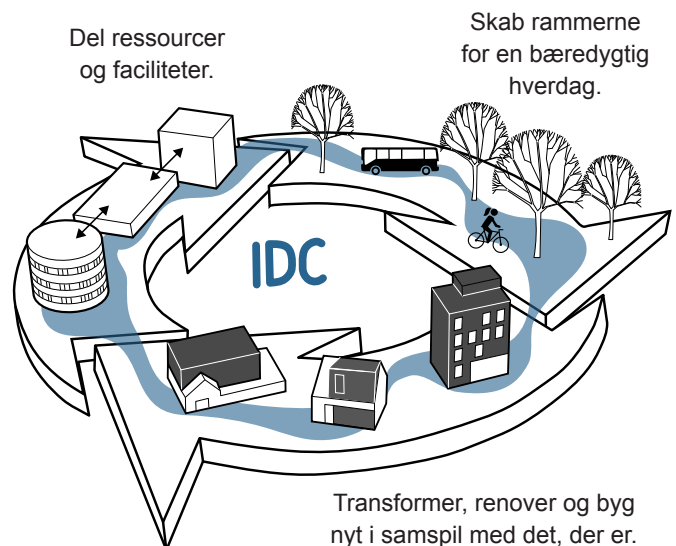 Del ressourcer
og faciliteter.
Skab rammerne
for en bæredygtig
hverdag.
IDC
Transformer, renover og byg
nyt i samspil med det, der er.